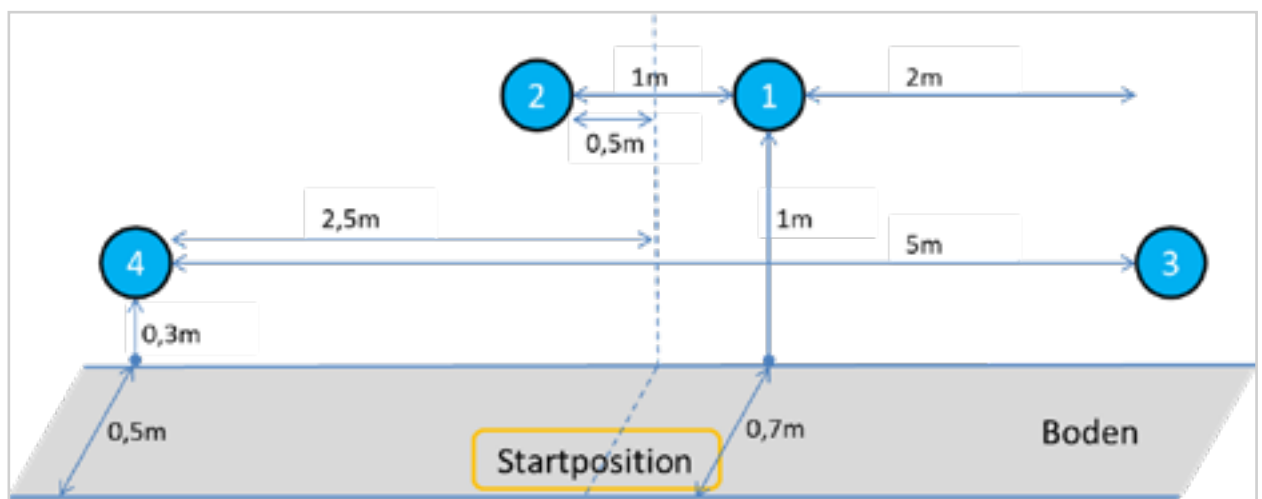 2
1m
1
2m
0,5m
2,5m
1m
5m
4
3
0,3m
0,5m
Startposition
0,7m
Boden